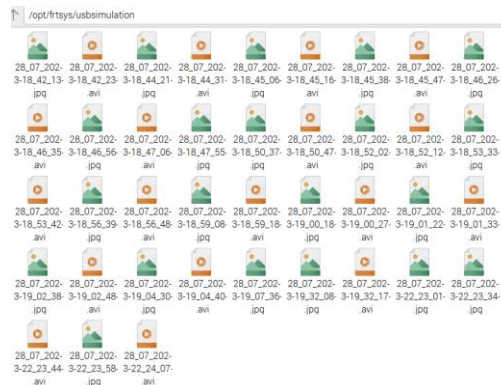 /opt/frtsys/usbsimulation
28_07_202- 28_07_202- 28_07_202- 28_07_202- 28_07_202- 28_07_202- 28_07_202- 28_07_202- 28_07_202-
3-18_42_13- 3-18_42_23- 3-18_44_21- 3-18_44_31- 3-18_45_06- 3-18_45_16- 3-18_45_38- 3-18_45_47- 3-18_46_26-
.jpg .avi .jpg .avi .jpg .avi .jpg .avi .jpg
28_07_202- 28_07_202- 28_07_202- 28_07_202- 28_07_202- 28_07_202- 28_07_202- 28_07_202- 28_07_202-
3-18_46_35- 3-18_46_56- 3-18_47_06- 3-18_47_55- 3-18_50_37- 3-18_50_47- 3-18_52_02- 3-18_52_12- 3-18_53_33-
.avi .jpg .avi .jpg .jpg .avi .jpg .avi .jpg
28_07_202- 28_07_202- 28_07_202- 28_07_202- 28_07_202- 28_07_202- 28_07_202- 28_07_202- 28_07_202-
3-18_53_42- 3-18_56_39- 3-18_56_48- 3-18_59_08- 3-18_59_18- 3-19_00_18- 3-19_00_27- 3-19_01_22- 3-19_01_33-
.avi .jpg .avi .jpg .avi .jpg .avi .jpg .avi
28_07_202- 28_07_202- 28_07_202- 28_07_202- 28_07_202- 28_07_202- 28_07_202- 28_07_202- 28_07_202-
3-19_02_38- 3-19_02_48- 3-19_04_30- 3-19_04_40- 3-19_07_36- 3-19_32_08- 3-19_32_17- 3-22_23_01- 3-22_23_34-
.jpg .avi .jpg .avi .jpg .jpg .avi .jpg .jpg
28_07_202- 28_07_202- 28_07_202-
3-22_23_44- 3-22_23_58- 3-22_24_07-
.avi .jpg .avi